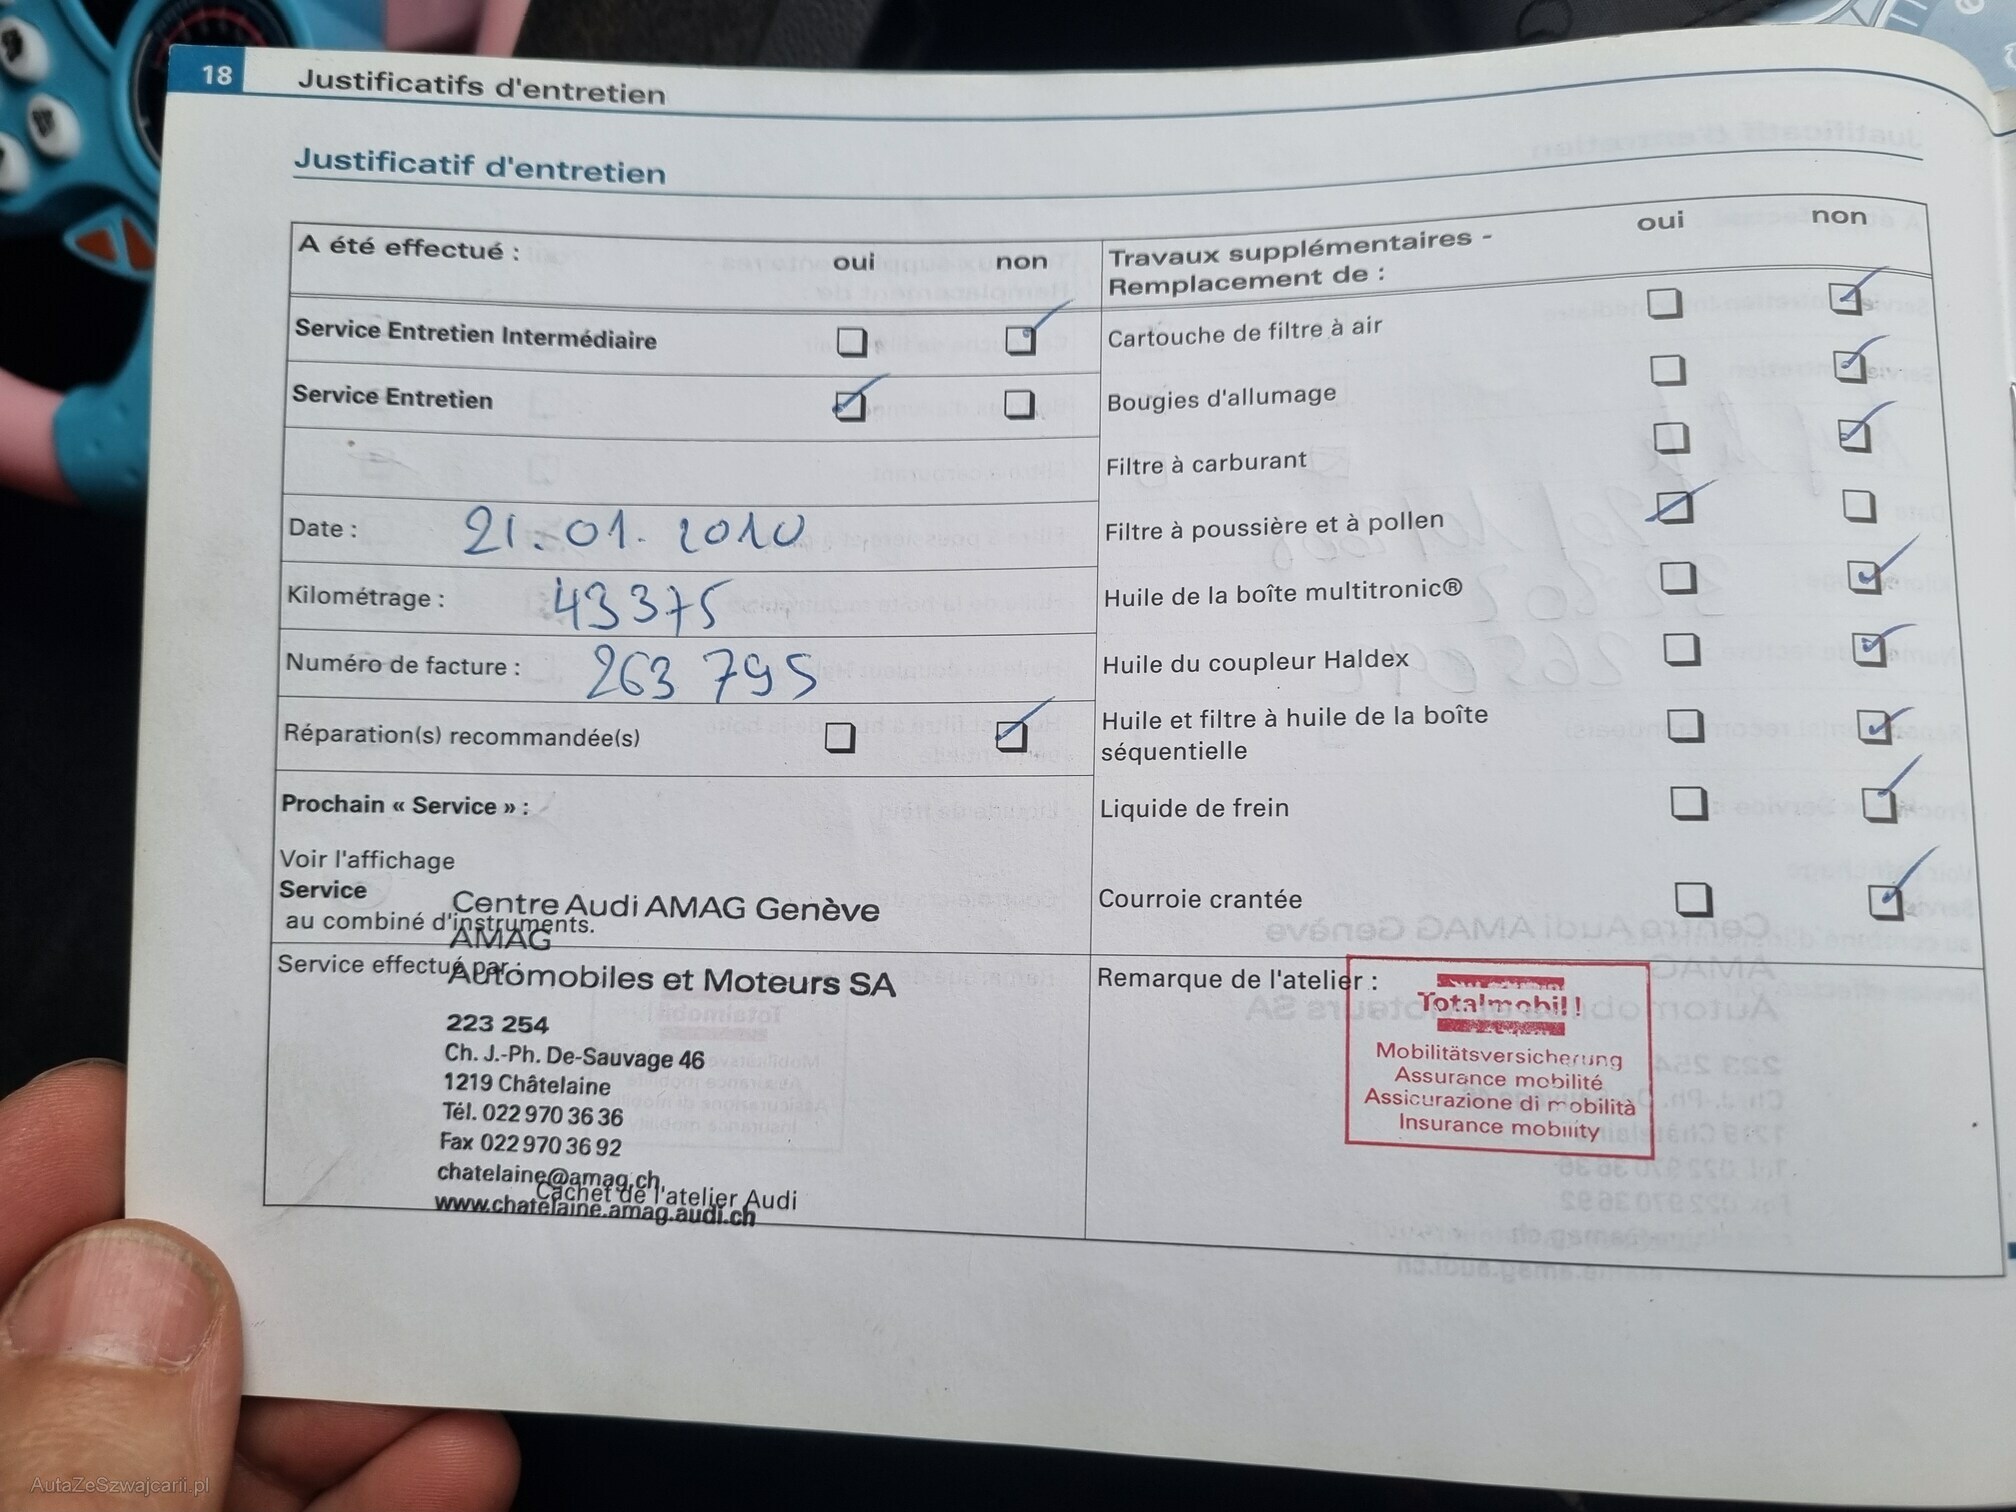 18 Justificatifs d'entretien
Justificatif d'entretien
A été effectué : oui non
Service Entretien Intermédiaire
Service Entretien
Date : 21.01.2010
Kilométrage : 43375
Numéro de facture : 263 795
Réparation(s) recommandée(s)
Prochain « Service » :
Voir l'affichage
Service
au combiné d'instruments.
Service effectué par :
Centre Audi AMAG Genève
AMAG
Automobiles et Moteurs SA
223 254
Ch. J.-Ph. De-Sauvage 46
1219 Châtelaine
Tél. 022 970 36 36
Fax 022 970 36 92
chatelaine@amag.ch
www.chatelaine.amag.audi.ch
Cachet de l'atelier Audi
Travaux supplémentaires - oui non
Remplacement de :
Cartouche de filtre à air
Bougies d'allumage
Filtre à carburant
Filtre à poussière et à pollen
Huile de la boîte multitronic®
Huile du coupleur Haldex
Huile et filtre à huile de la boîte
séquentielle
Liquide de frein
Courroie crantée
Remarque de l'atelier :
Totalmobil!
Mobilitätsversicherung
Assurance mobilité
Assicurazione di mobilità
Insurance mobility
AutaZeSzwajcarii.pl